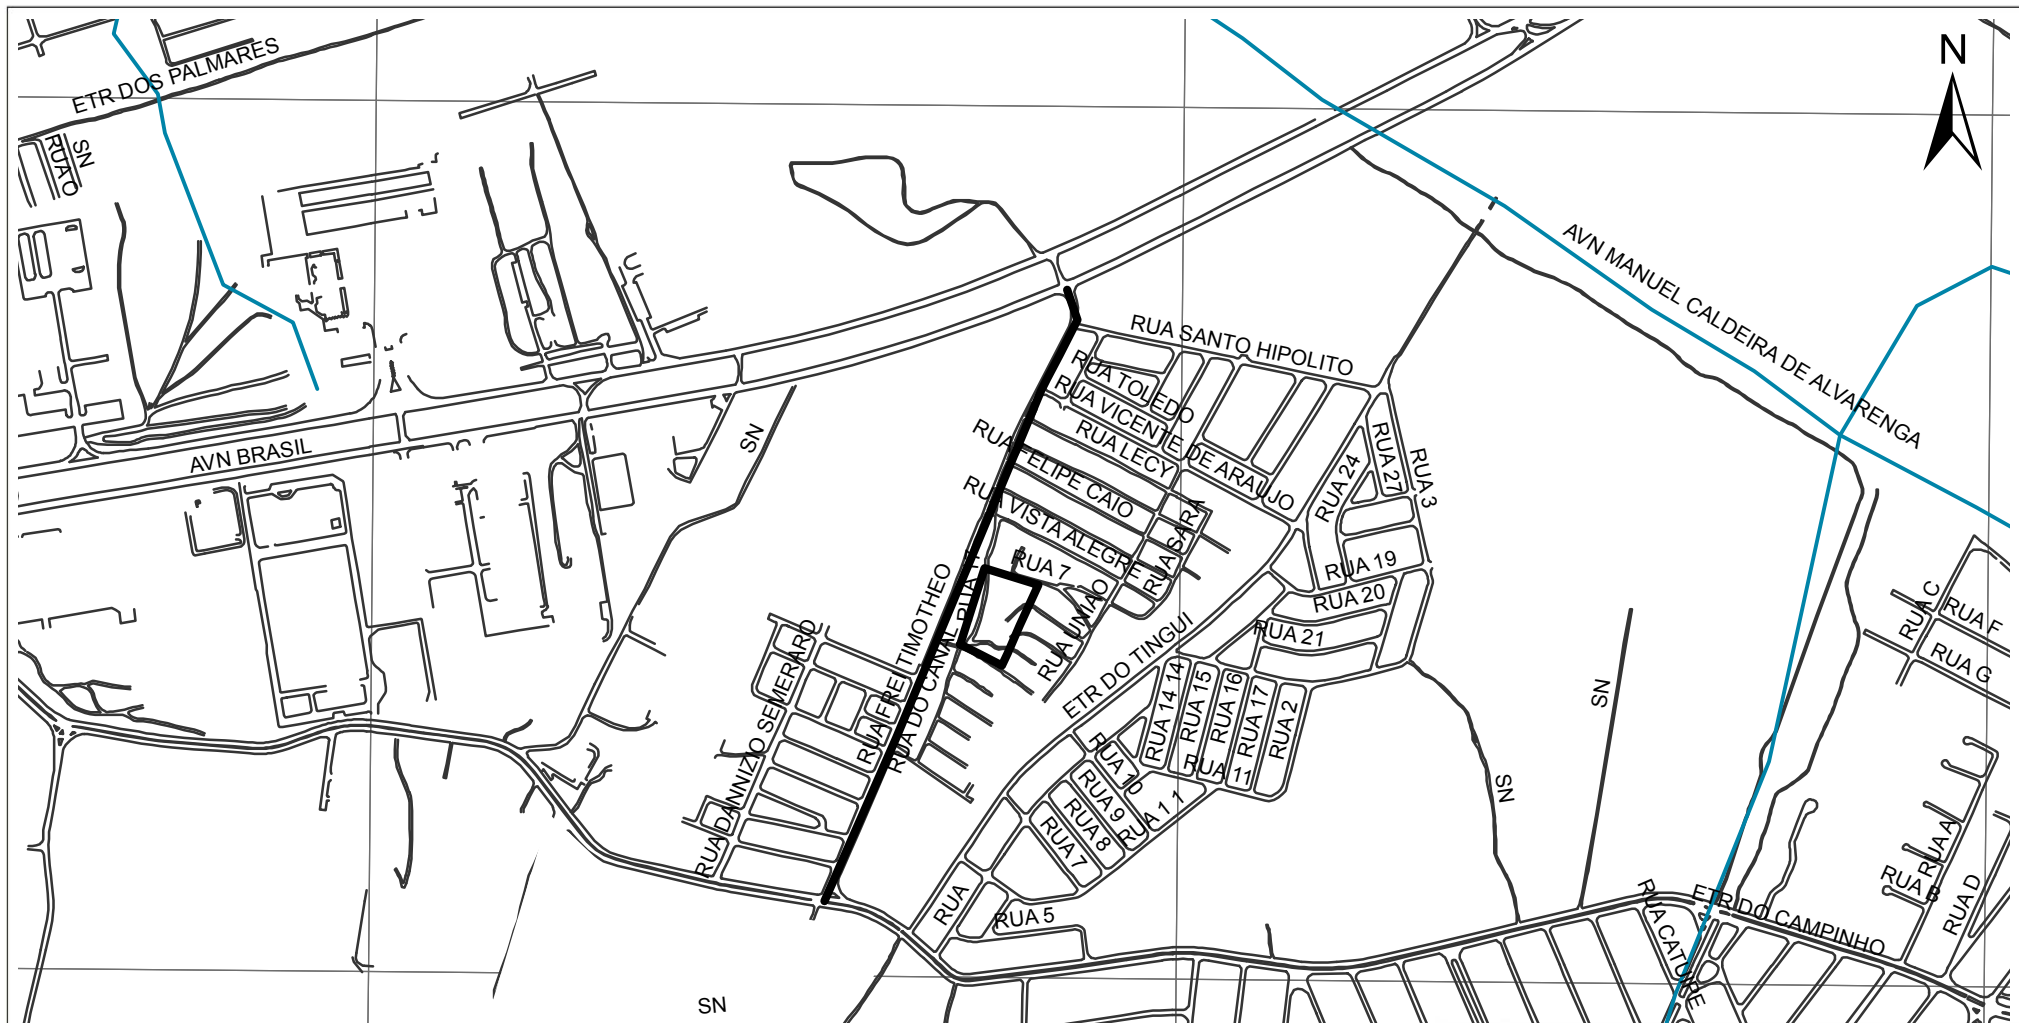 N
ETR DOS PALMARES
SN
RUA O
AVN MANUEL CALDEIRA DE ALVARENGA
RUA SANTO HIPOLITO
RUA TOLEDO
RUA VICENTE DE ARAUJO
RUA LECY
RUA FELIPE CAIO
RUA VISTA ALEGRE
RUA SARA
RUA 24
RUA 27
RUA 3
AVN BRASIL
SN
RUA 7
RUA UNIAO
RUA 19
RUA 20
RUA 21
ETR DO TINGUI
RUA FREI TIMOTHEO
RUA DO CANAL
RUA DANNIZIO SEMERARO
RUA 14 14
RUA 15
RUA 16
RUA 17
RUA 2
RUA 11
RUA 10
RUA 9
RUA 8
RUA 7
RUA 1 1
RUA
RUA 5
SN
SN
SN
RUA C
RUA F
RUA G
RUA A
RUA B
RUA D
ETR DO CAMPINHO
RUA CATUIRE